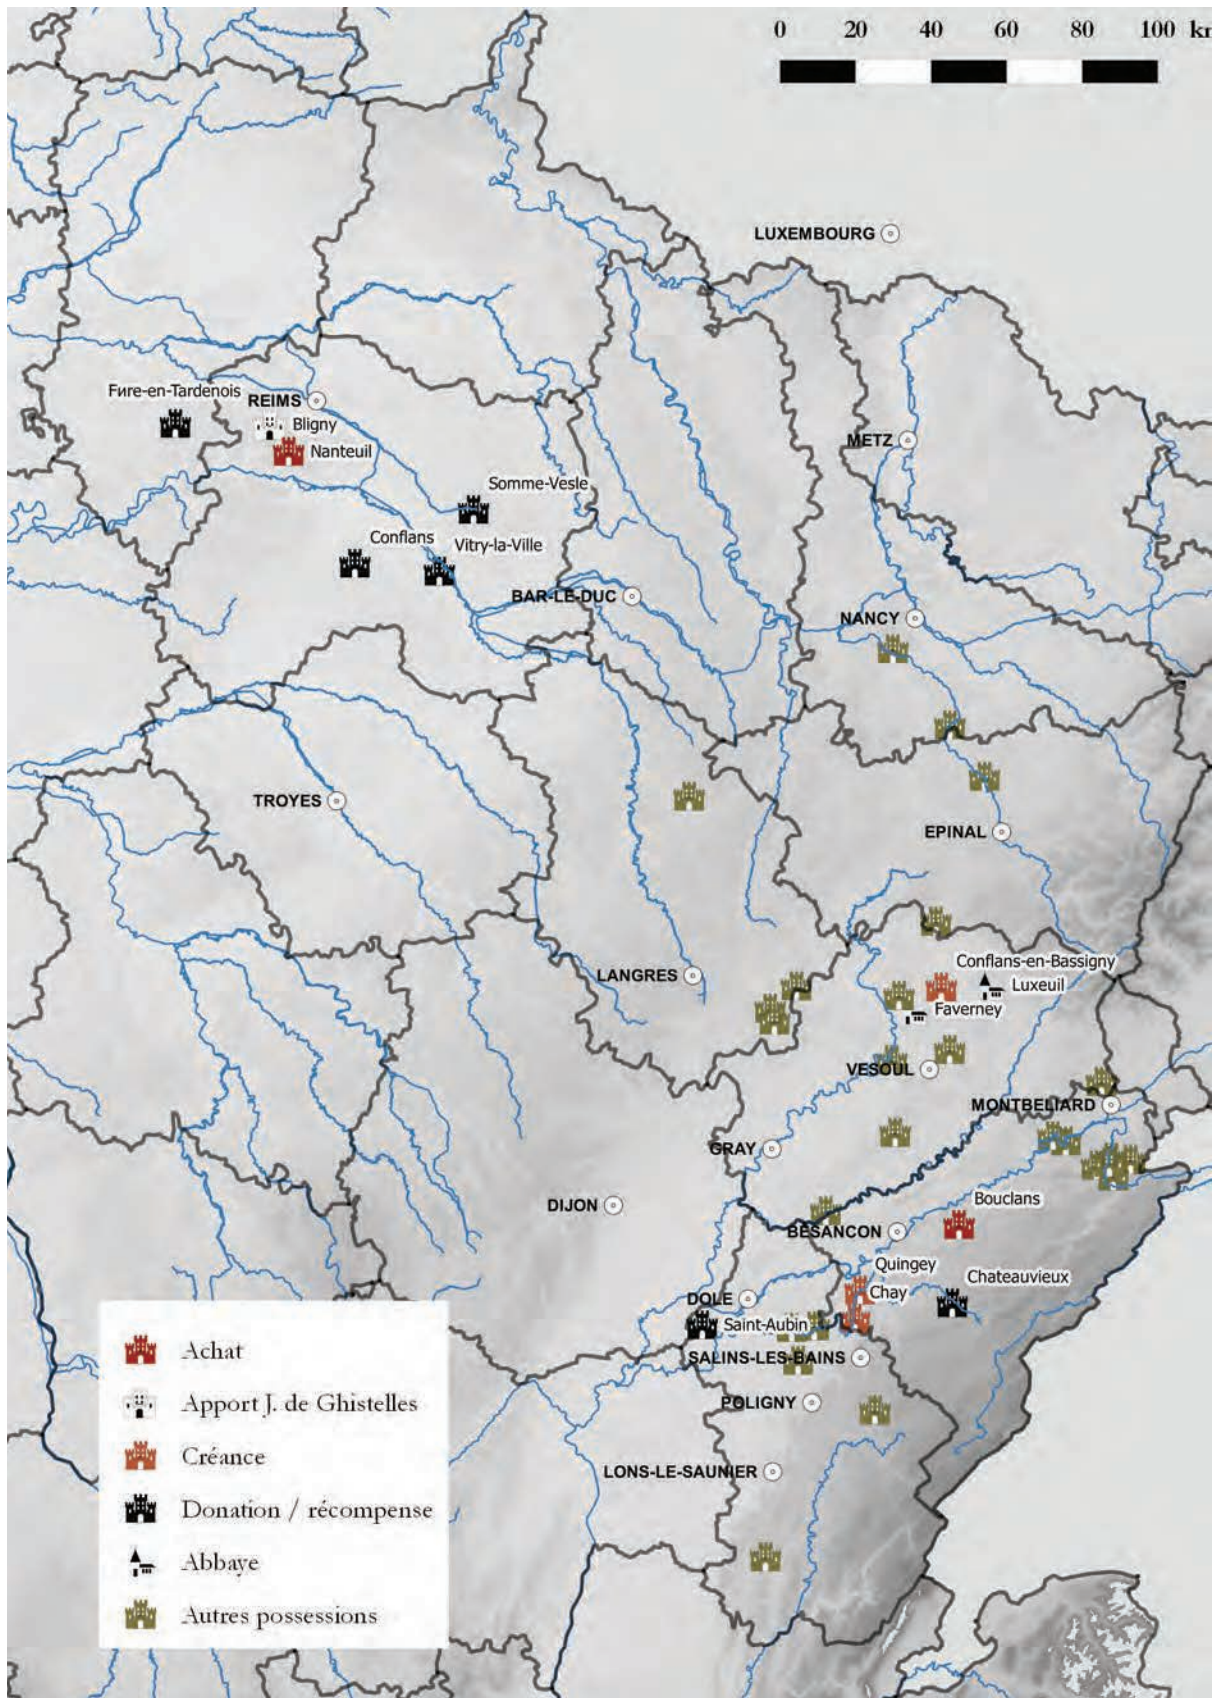 0 20 40 60 80 100 kr
LUXEMBOURG
Fиre-en-Tardenois
REIMS
Bligny
METZ
Nanteuil
Somme-Vesle
Conflans
Vitry-la-Ville
BAR-LE-DUC
NANCY
TROYES
EPINAL
Conflans-en-Bassigny
LANGRES
Luxeuil
Faverney
VESOUL
MONTBELIARD
GRAY
Bouclans
DIJON
BESANCON
Quingey
Chateauvieux
Chay
DOLE
Saint-Aubin
SALINS-LES-BAINS
POLIGNY
LONS-LE-SAUNIER
Achat
Apport J. de Ghistelles
Créance
Donation / récompense
Abbaye
Autres possessions